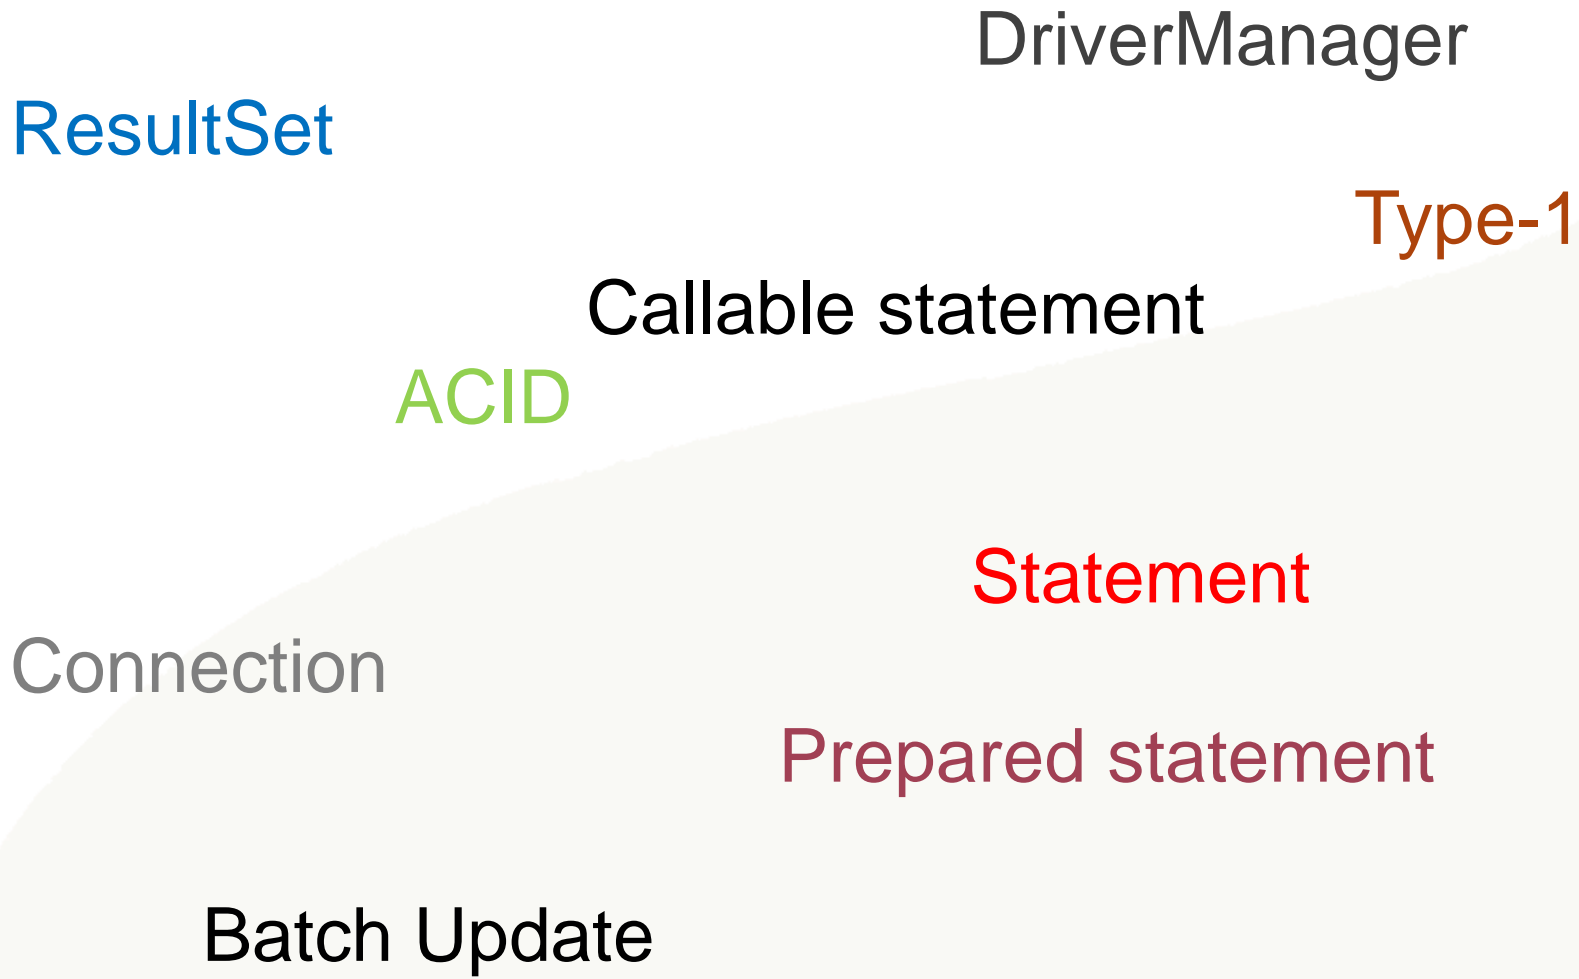 DriverManager
ResultSet
Type-1
Callable statement
ACID
Statement
Connection
Prepared statement
Batch Update